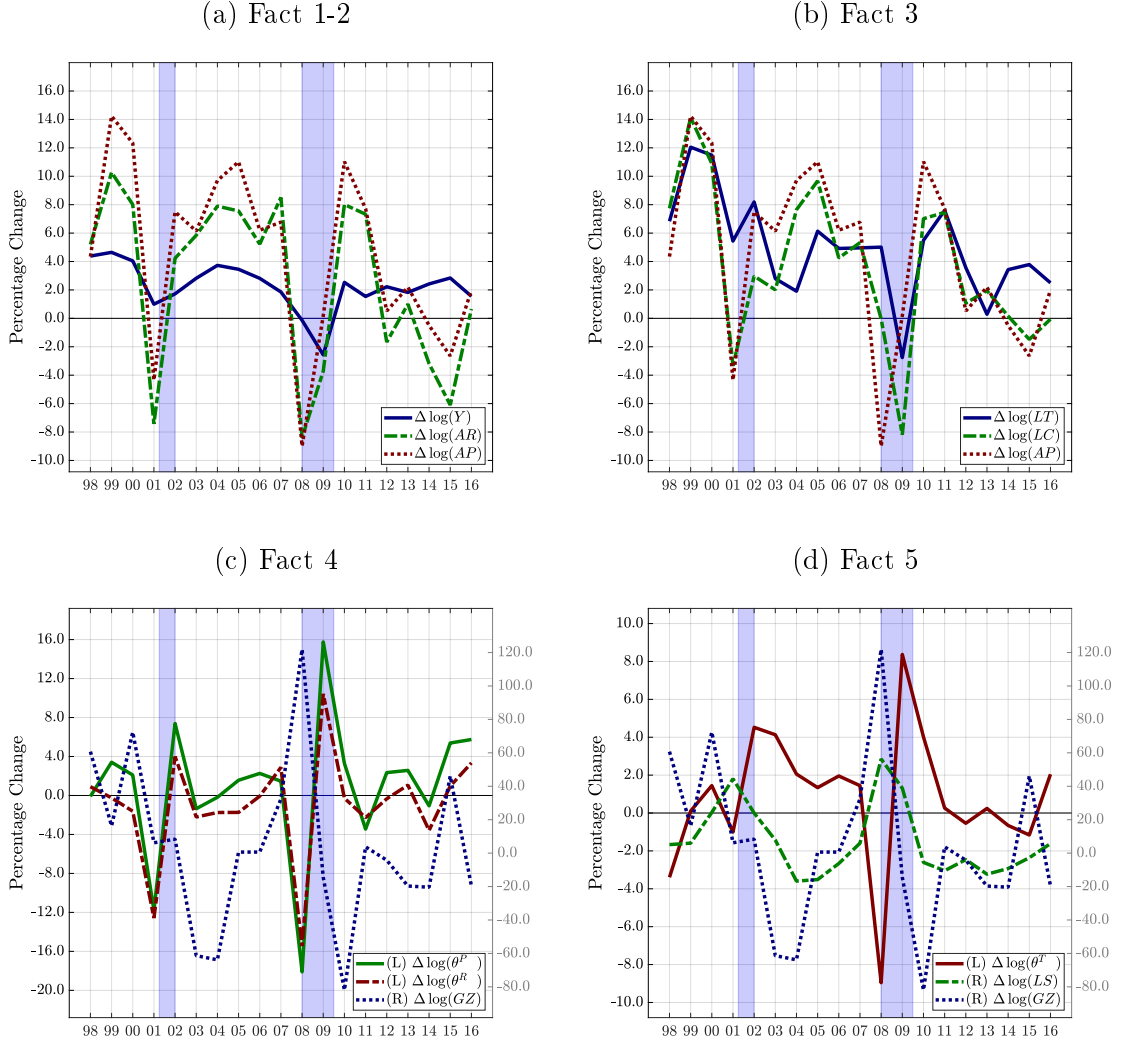 (a) Fact 1-2
Percentage Change
16.0
14.0
12.0
10.0
8.0
6.0
4.0
2.0
0.0
-2.0
-4.0
-6.0
-8.0
-10.0
98 99 00 01 02 03 04 05 06 07 08 09 10 11 12 13 14 15 16
Δ log(Y)
Δ log(AR)
Δ log(AP)
(b) Fact 3
Percentage Change
16.0
14.0
12.0
10.0
8.0
6.0
4.0
2.0
0.0
-2.0
-4.0
-6.0
-8.0
-10.0
98 99 00 01 02 03 04 05 06 07 08 09 10 11 12 13 14 15 16
Δ log(LT)
Δ log(LC)
Δ log(AP)
(c) Fact 4
Percentage Change
16.0
12.0
8.0
4.0
0.0
-4.0
-8.0
-12.0
-16.0
-20.0
120.0
100.0
80.0
60.0
40.0
20.0
0.0
-20.0
-40.0
-60.0
-80.0
98 99 00 01 02 03 04 05 06 07 08 09 10 11 12 13 14 15 16
(L) Δ log(θ^P)
(L) Δ log(θ^R)
(R) Δ log(GZ)
(d) Fact 5
Percentage Change
10.0
8.0
6.0
4.0
2.0
0.0
-2.0
-4.0
-6.0
-8.0
-10.0
120.0
100.0
80.0
60.0
40.0
20.0
0.0
-20.0
-40.0
-60.0
-80.0
98 99 00 01 02 03 04 05 06 07 08 09 10 11 12 13 14 15 16
(L) Δ log(θ^T)
(R) Δ log(LS)
(R) Δ log(GZ)